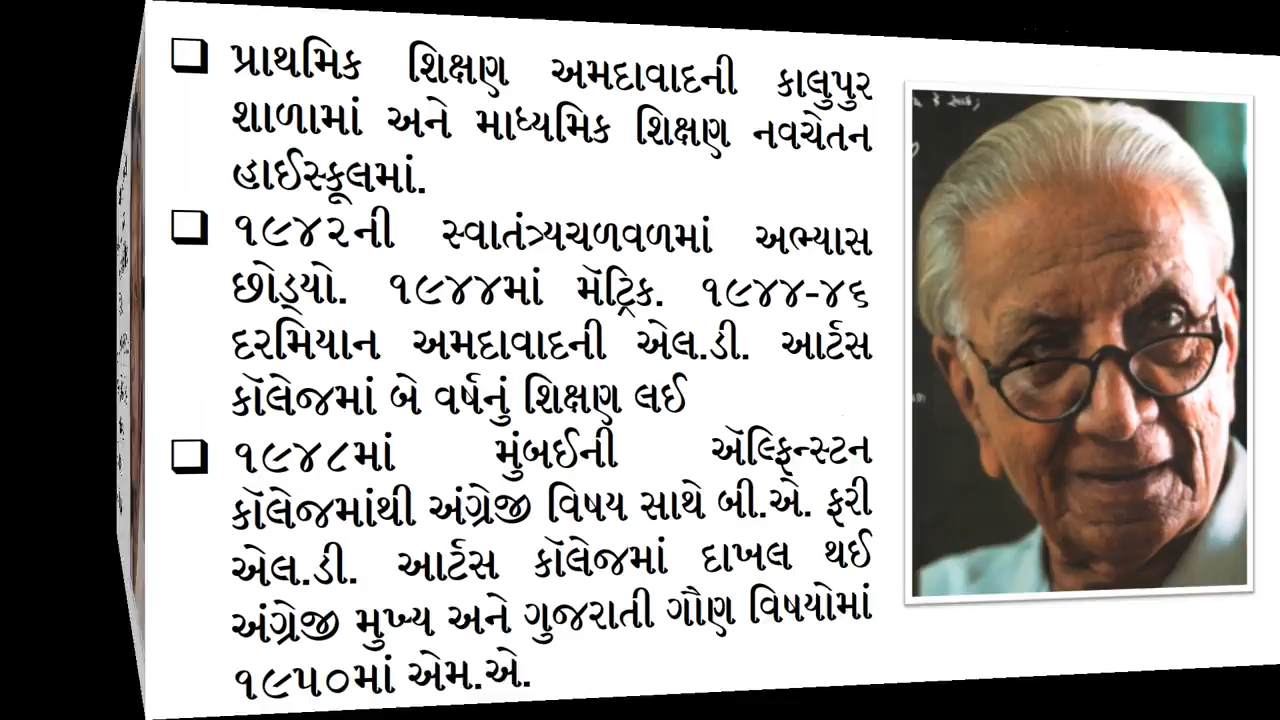 પ્રાથમિક શિક્ષણ અમદાવાદની કાલુપુર
શાળામાં અને માધ્યમિક શિક્ષણ નવચેતન
હાઈસ્કૂલમાં.
૧૯૪૨ની સ્વાતંત્ર્યચળવળમાં અભ્યાસ
છોડ્યો. ૧૯૪૪માં મૅટ્રિક. ૧૯૪૪-૪૬
દરમિયાન અમદાવાદની એલ.ડી. આર્ટસ
કૉલેજમાં બે વર્ષનું શિક્ષણ લઈ
૧૯૪૮માં મુંબઈની ઍલ્ફિન્સ્ટન
કૉલેજમાંથી અંગ્રેજી વિષય સાથે બી.એ. ફરી
એલ.ડી. આર્ટસ કૉલેજમાં દાખલ થઈ
અંગ્રેજી મુખ્ય અને ગુજરાતી ગૌણ વિષયોમાં
૧૯૫૦માં એમ.એ.